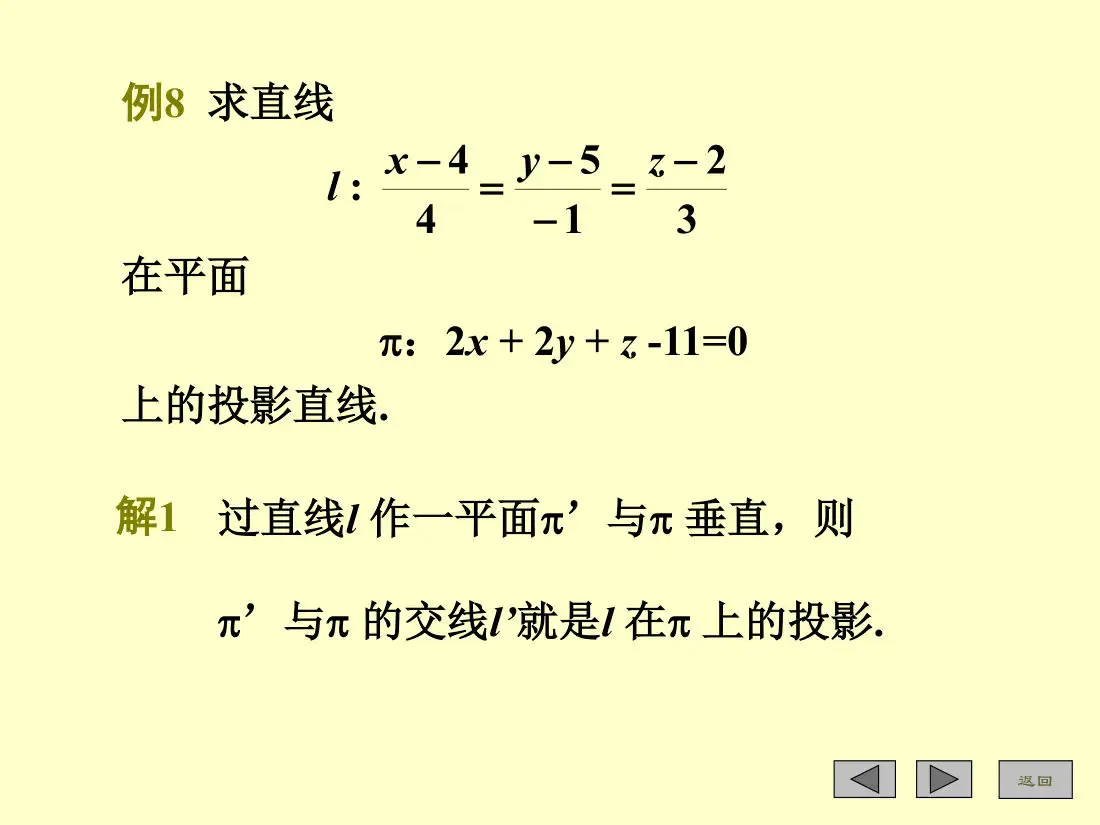 例8 求直线
l : x − 4 / 4 = y − 5 / − 1 = z − 2 / 3
在平面
π：2x + 2y + z -11=0
上的投影直线.
解1 过直线l 作一平面π’与π 垂直，则
π’与π 的交线l’就是l 在π 上的投影.
返回